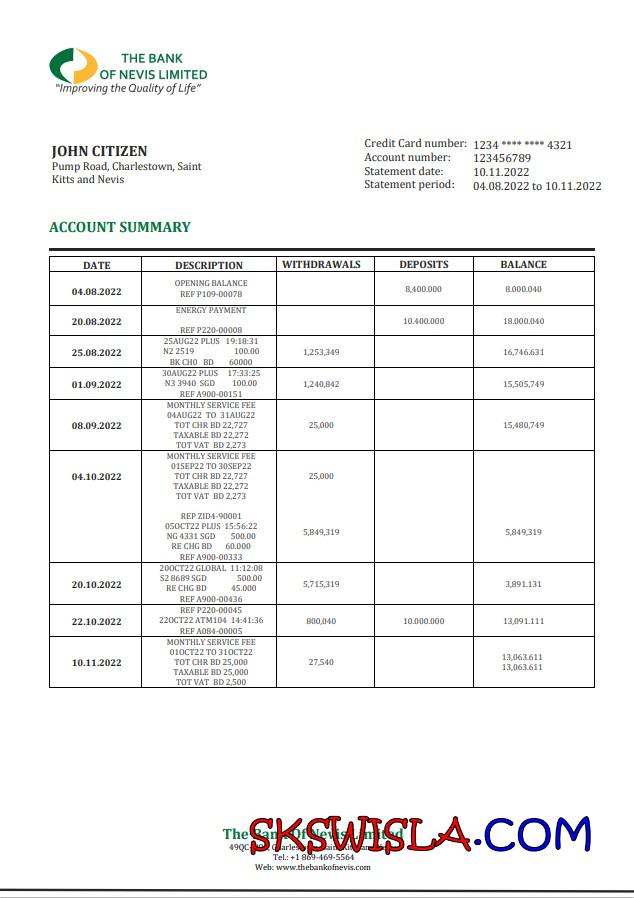 THE BANK
OF NEVIS LIMITED
"Improving the Quality of Life"
JOHN CITIZEN
Pump Road, Charlestown, Saint
Kitts and Nevis
Credit Card number: 1234 **** **** 4321
Account number: 123456789
Statement date: 10.11.2022
Statement period: 04.08.2022 to 10.11.2022
ACCOUNT SUMMARY
DATE DESCRIPTION WITHDRAWALS DEPOSITS BALANCE
OPENING BALANCE
04.08.2022 8,400.000 8.000.040
REF P109-00078
ENERGY PAYMENT
20.08.2022 10.400.000 18.000.040
REF P220-00008
25AUG22 PLUS 19:18:31
25.08.2022 N2 2519 100.00 1,253,349 16,746.631
BK CH0 BD 60000
30AUG22 PLUS 17:33:25
01.09.2022 N3 3940 SGD 100.00 1,240,842 15,505,749
REF A900-00151
MONTHLY SERVICE FEE
04AUG22 TO 31AUG22
08.09.2022 TOT CHR BD 22,727 25,000 15,480,749
TAXABLE BD 22,272
TOT VAT BD 2,273
MONTHLY SERVICE FEE
01SEP22 TO 30SEP22
04.10.2022 TOT CHR BD 22,727 25,000
TAXABLE BD 22,272
TOT VAT BD 2,273
REP ZID4-90001
05OCT22 PLUS 15:56:22
NG 4331 SGD 500.00 5,849,319 5,849,319
RE CHG BD 60.000
REF A900-00333
20OCT22 GLOBAL 11:12:08
S2 8689 SGD 500.00
20.10.2022 5,715,319 3,891.131
RE CHG BD 45.000
REF A900-00436
REF P220-00045
22.10.2022 22OCT22 ATM104 14:41:36 800,040 10.000.000 13,091.111
REF A084-00005
MONTHLY SERVICE FEE
01OCT22 TO 31OCT22
10.11.2022 TOT CHR BD 25,000 27,540 13,063.611
TAXABLE BD 25,000 13,063.611
TOT VAT BD 2,500
The Bank Of Nevis Limited
SKSWISLA.COM
Tel.: +1 869-469-5564
Web: www.thebankofnevis.com